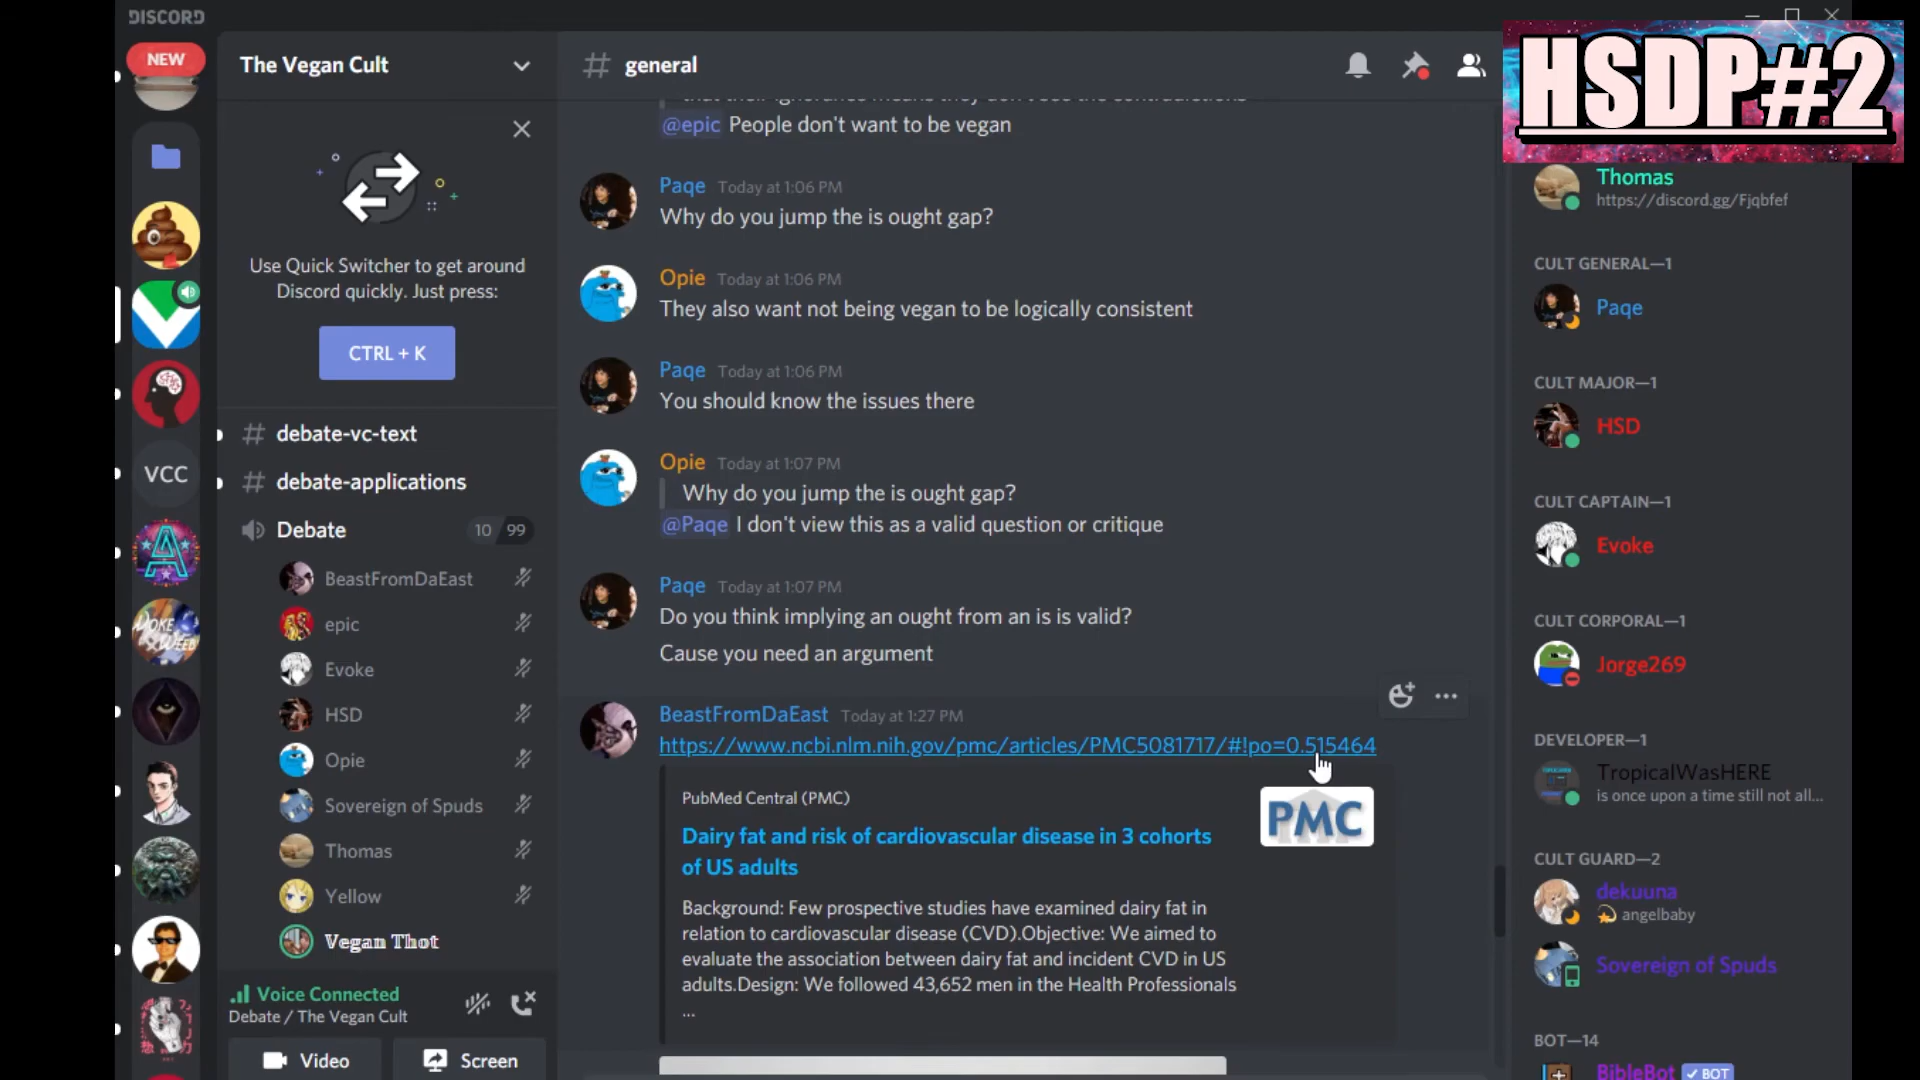 DISCORD
NEW
VCC
The Vegan Cult
Use Quick Switcher to get around
Discord quickly. Just press:
CTRL + K
debate-vc-text
debate-applications
Debate
10 99
BeastFromDaEast
epic
Evoke
HSD
Opie
Sovereign of Spuds
Thomas
Yellow
Vegan Thot
Voice Connected
Debate / The Vegan Cult
Video
Screen
# general
that their ignorance means they don't see the contradictions
@epic People don't want to be vegan
Paqe Today at 1:06 PM
Why do you jump the is ought gap?
Opie Today at 1:06 PM
They also want not being vegan to be logically consistent
Paqe Today at 1:06 PM
You should know the issues there
Opie Today at 1:07 PM
Why do you jump the is ought gap?
@Paqe I don't view this as a valid question or critique
Paqe Today at 1:07 PM
Do you think implying an ought from an is is valid?
Cause you need an argument
BeastFromDaEast Today at 1:27 PM
https://www.ncbi.nlm.nih.gov/pmc/articles/PMC5081717/#!po=0.515464
PubMed Central (PMC)
PMC
Dairy fat and risk of cardiovascular disease in 3 cohorts
of US adults
Background: Few prospective studies have examined dairy fat in
relation to cardiovascular disease (CVD).Objective: We aimed to
evaluate the association between dairy fat and incident CVD in US
adults.Design: We followed 43,652 men in the Health Professionals
...
HSDP#2
Thomas
https://discord.gg/Fjqbfef
CULT GENERAL—1
Paqe
CULT MAJOR—1
HSD
CULT CAPTAIN—1
Evoke
CULT CORPORAL—1
Jorge269
DEVELOPER—1
TropicalWasHERE
is once upon a time still not all...
CULT GUARD—2
dekuuna
angelbaby
Sovereign of Spuds
BOT—14
BibleBot BOT